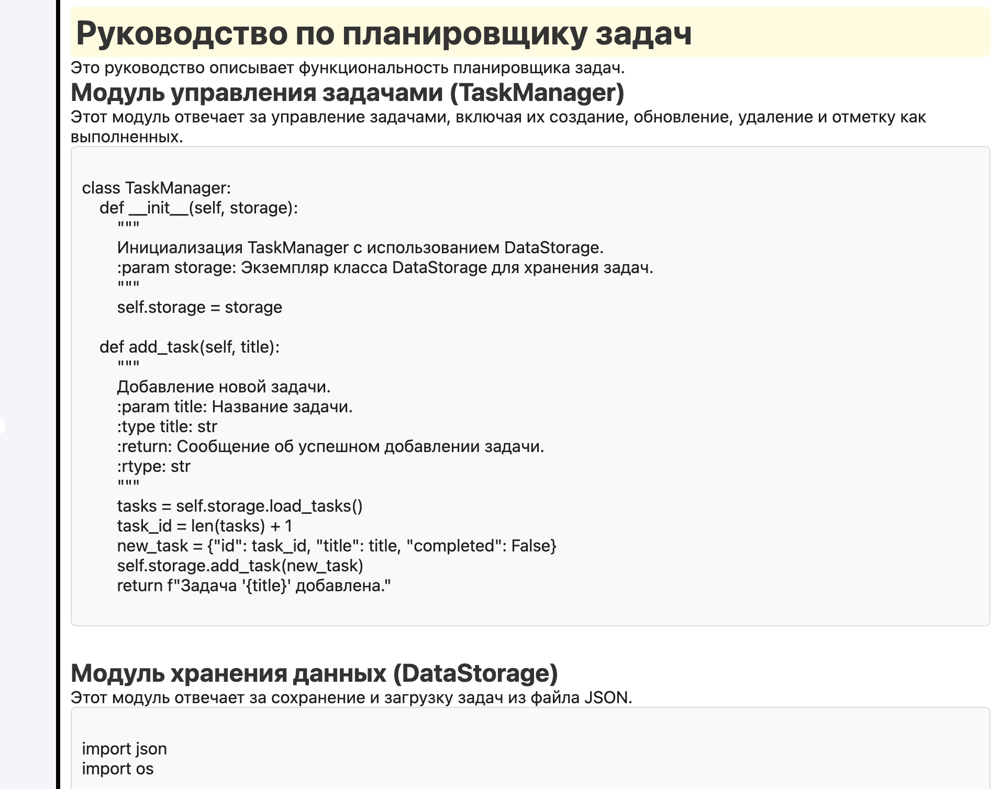 Руководство по планировщику задач
Это руководство описывает функциональность планировщика задач.
Модуль управления задачами (TaskManager)
Этот модуль отвечает за управление задачами, включая их создание, обновление, удаление и отметку как
выполненных.
class TaskManager:
    def __init__(self, storage):
        """
        Инициализация TaskManager с использованием DataStorage.
        :param storage: Экземпляр класса DataStorage для хранения задач.
        """
        self.storage = storage
    def add_task(self, title):
        """
        Добавление новой задачи.
        :param title: Название задачи.
        :type title: str
        :return: Сообщение об успешном добавлении задачи.
        :rtype: str
        """
        tasks = self.storage.load_tasks()
        task_id = len(tasks) + 1
        new_task = {"id": task_id, "title": title, "completed": False}
        self.storage.add_task(new_task)
        return f"Задача '{title}' добавлена."
Модуль хранения данных (DataStorage)
Этот модуль отвечает за сохранение и загрузку задач из файла JSON.
import json
import os